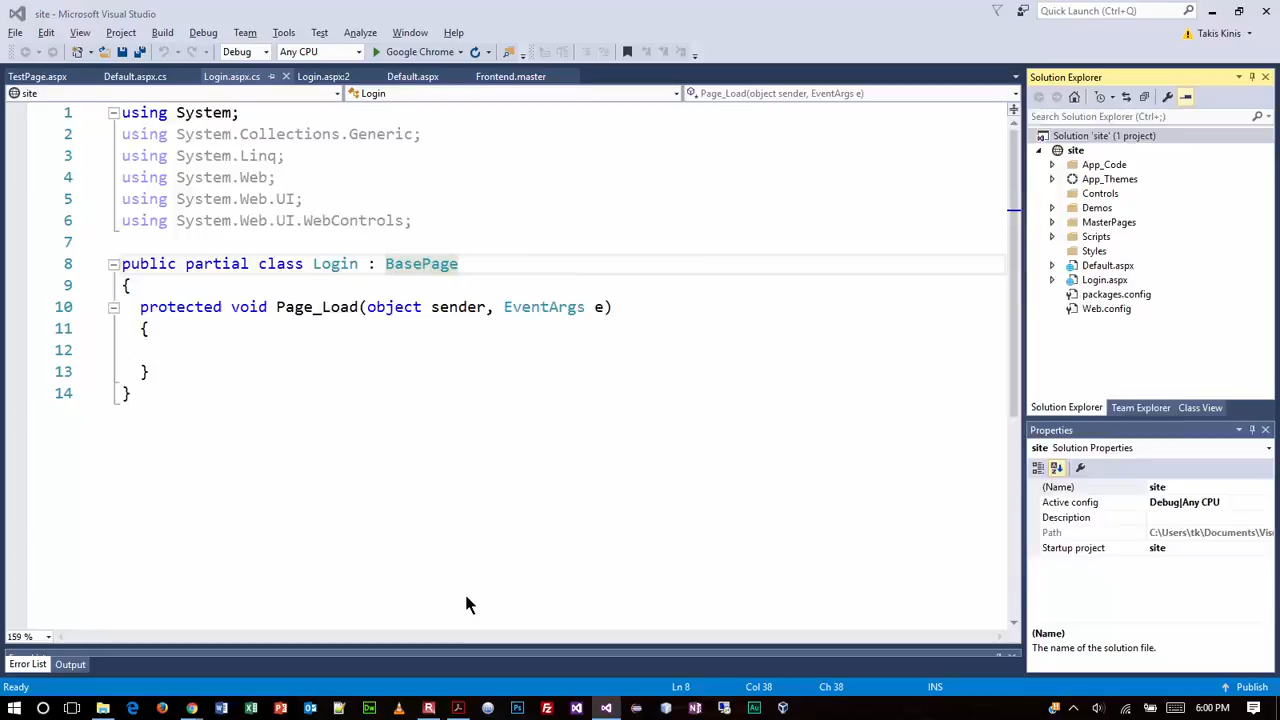 site - Microsoft Visual Studio
Quick Launch (Ctrl+Q)
File Edit View Project Build Debug Team Tools Test Analyze Window Help
Takis Kinis
Debug Any CPU Google Chrome
TestPage.aspx Default.aspx.cs Login.aspx.cs Login.aspx:2 Default.aspx Frontend.master
site Login Page_Load(object sender, EventArgs e)
1 using System;
2 using System.Collections.Generic;
3 using System.Linq;
4 using System.Web;
5 using System.Web.UI;
6 using System.Web.UI.WebControls;
7
8 public partial class Login : BasePage
9 {
10 protected void Page_Load(object sender, EventArgs e)
11 {
12
13 }
14 }
159 %
Error List Output
Solution Explorer
Search Solution Explorer (Ctrl+;)
Solution 'site' (1 project)
site
App_Code
App_Themes
Controls
Demos
MasterPages
Scripts
Styles
Default.aspx
Login.aspx
packages.config
Web.config
Solution Explorer Team Explorer Class View
Properties
site Solution Properties
(Name) site
Active config Debug|Any CPU
Description
Path C:\Users\tk\Documents\Vis
Startup project site
(Name)
The name of the solution file.
Ready Ln 8 Col 38 Ch 38 INS Publish
6:00 PM